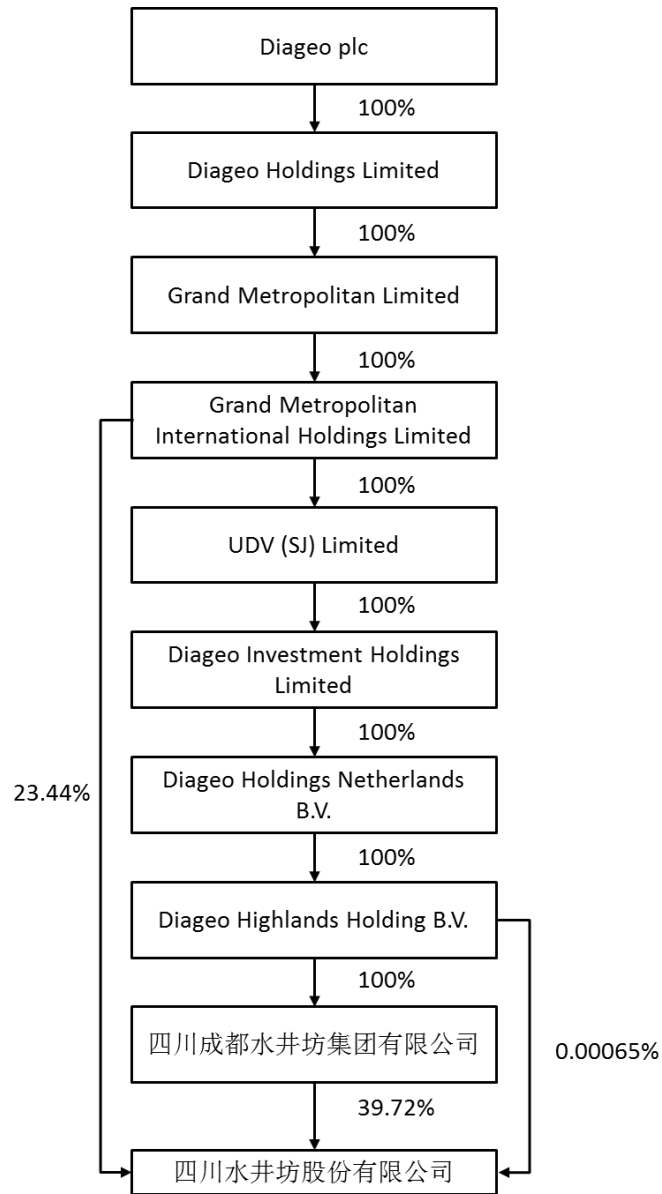 Diageo plc
100%
Diageo Holdings Limited
100%
Grand Metropolitan Limited
100%
Grand Metropolitan
International Holdings Limited
100%
UDV (SJ) Limited
100%
Diageo Investment Holdings
Limited
100%
23.44%
Diageo Holdings Netherlands
B.V.
100%
Diageo Highlands Holding B.V.
100%
四川成都水井坊集团有限公司
0.00065%
39.72%
四川水井坊股份有限公司